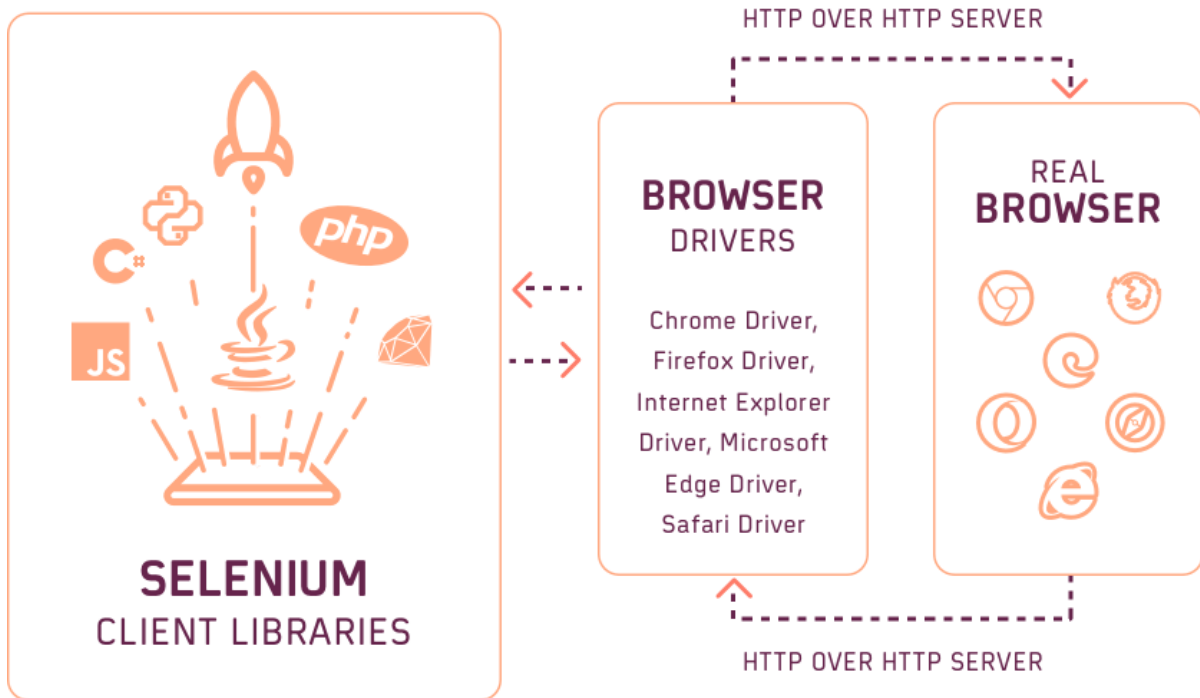 HTTP OVER HTTP SERVER
C#
php
JS
SELENIUM
CLIENT LIBRARIES
BROWSER
DRIVERS
Chrome Driver,
Firefox Driver,
Internet Explorer
Driver, Microsoft
Edge Driver,
Safari Driver
REAL
BROWSER
HTTP OVER HTTP SERVER